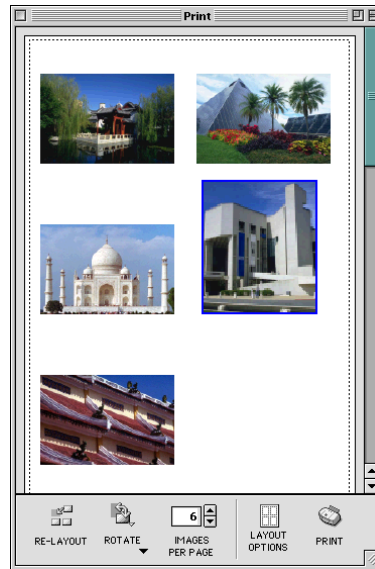 Print
6
RE-LAYOUT
ROTATE
IMAGES
PER PAGE
LAYOUT
OPTIONS
PRINT